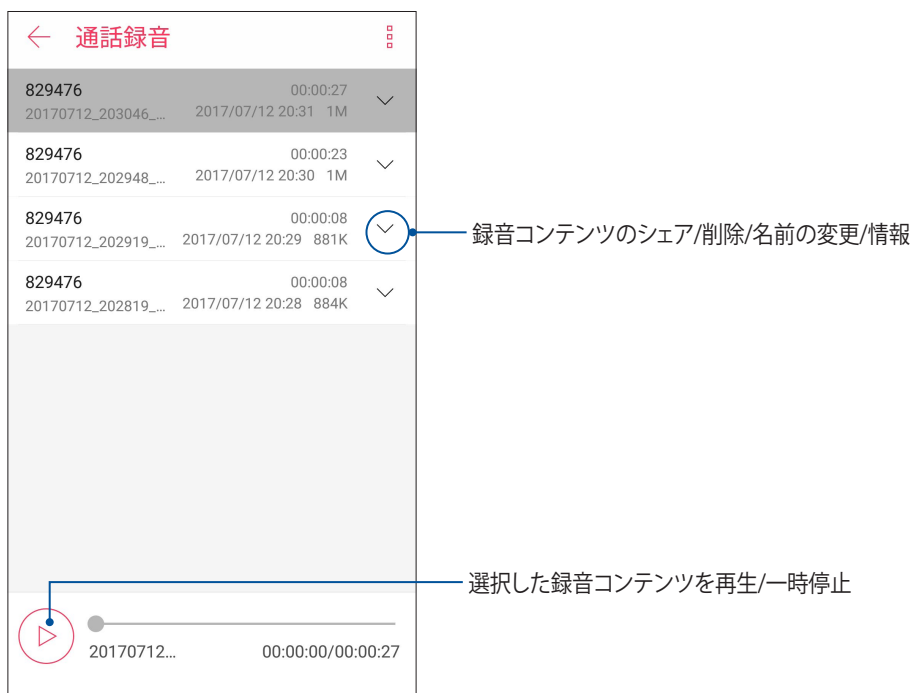 通話録音
829476 00:00:27
20170712_203046_... 2017/07/12 20:31 1M
829476 00:00:23
20170712_202948_... 2017/07/12 20:30 1M
829476 00:00:08
20170712_202919_... 2017/07/12 20:29 881K
録音コンテンツのシェア/削除/名前の変更/情報
829476 00:00:08
20170712_202819_... 2017/07/12 20:28 884K
選択した録音コンテンツを再生/一時停止
20170712... 00:00:00/00:00:27